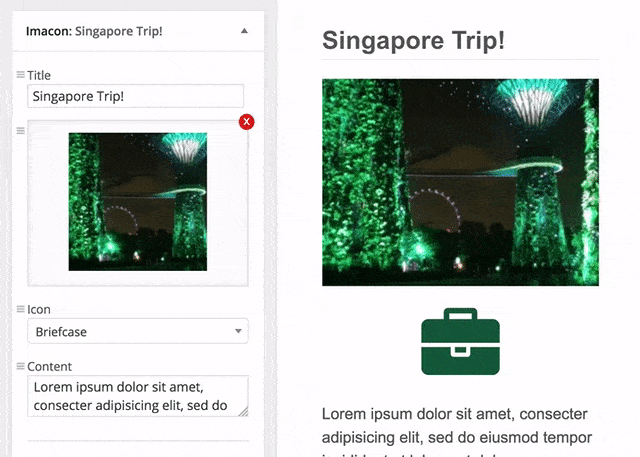 Imacon: Singapore Trip!
Title
Singapore Trip!
X
Icon
Briefcase
Content
Lorem ipsum dolor sit amet,
consecter adipisicing elit, sed do
Singapore Trip!
Lorem ipsum dolor sit amet, consecter
adipisicing elit, sed do eiusmod tempor